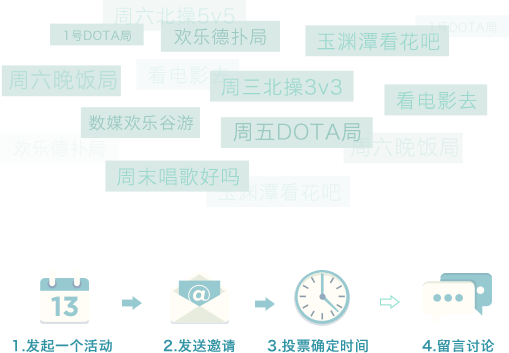 周六北操5v5
1号DOTA局
1号DOTA局
欢乐德扑局
玉渊潭看花吧
周六晚饭局
看电影去
周三北操3v3
看电影去
数媒欢乐谷游
周五DOTA局
欢乐德扑局
周六晚饭局
周末唱歌好吗
玉渊潭看花吧
13
@
1.发起一个活动
2.发送邀请
3.投票确定时间
4.留言讨论